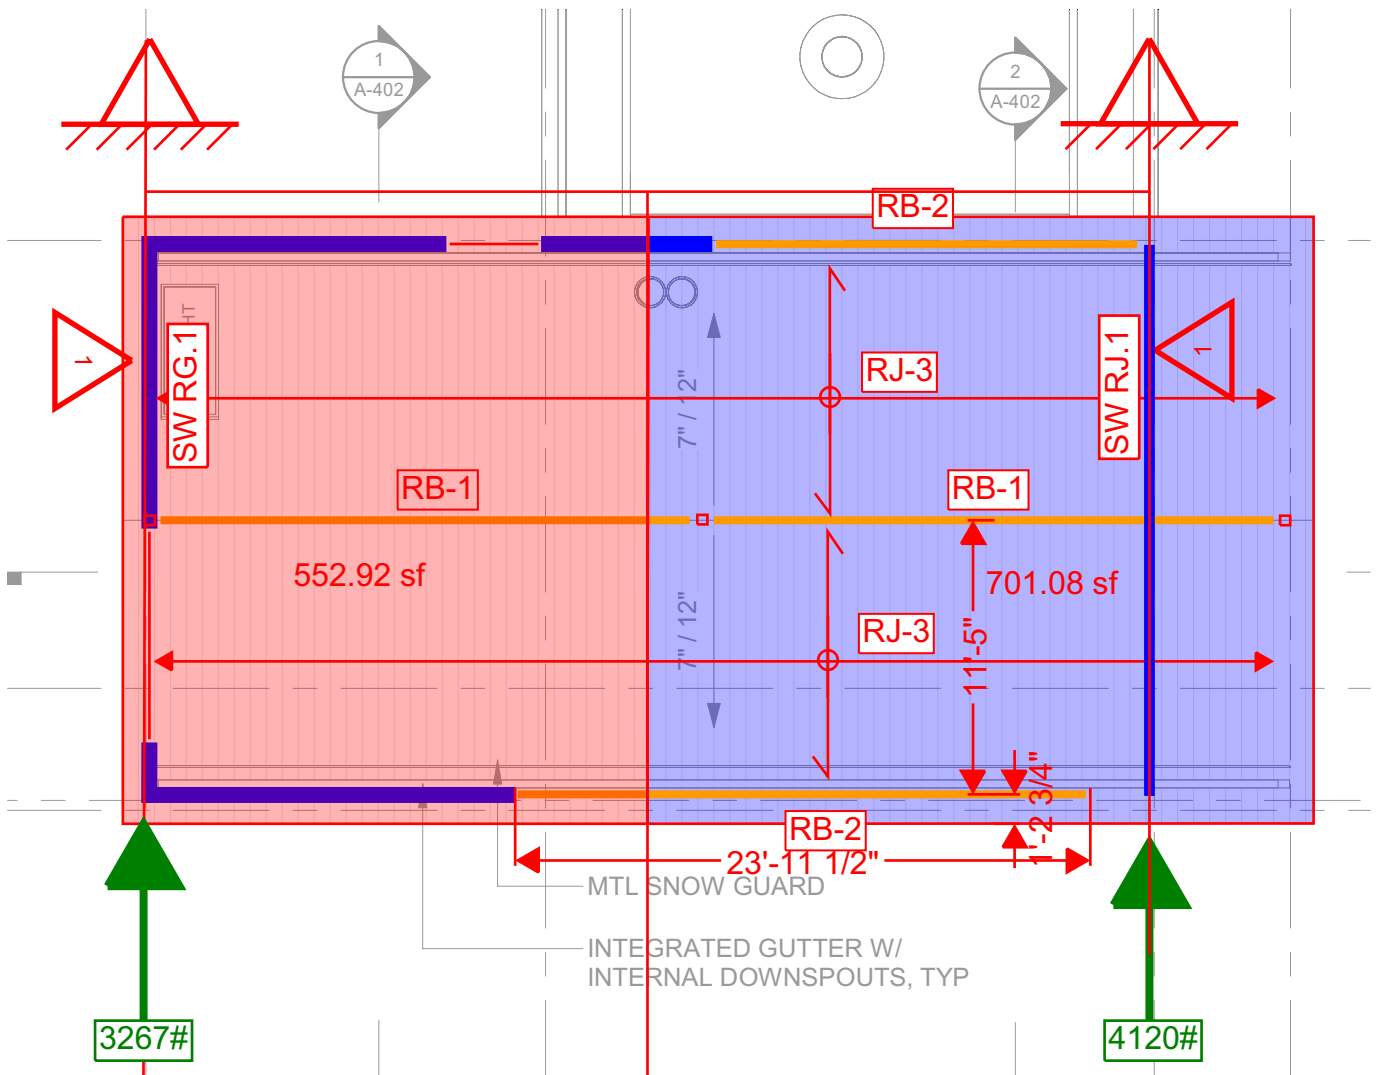 1
A-402
2
A-402
RB-2
HT
SW RG.1
1
SW RJ.1
1
7" / 12"
RJ-3
RB-1
RB-1
552.92 sf
701.08 sf
7" / 12"
RJ-3
11'-5"
1'-2 3/4"
RB-2
23'-11 1/2"
MTL SNOW GUARD
INTEGRATED GUTTER W/
INTERNAL DOWNSPOUTS, TYP
3267#
4120#